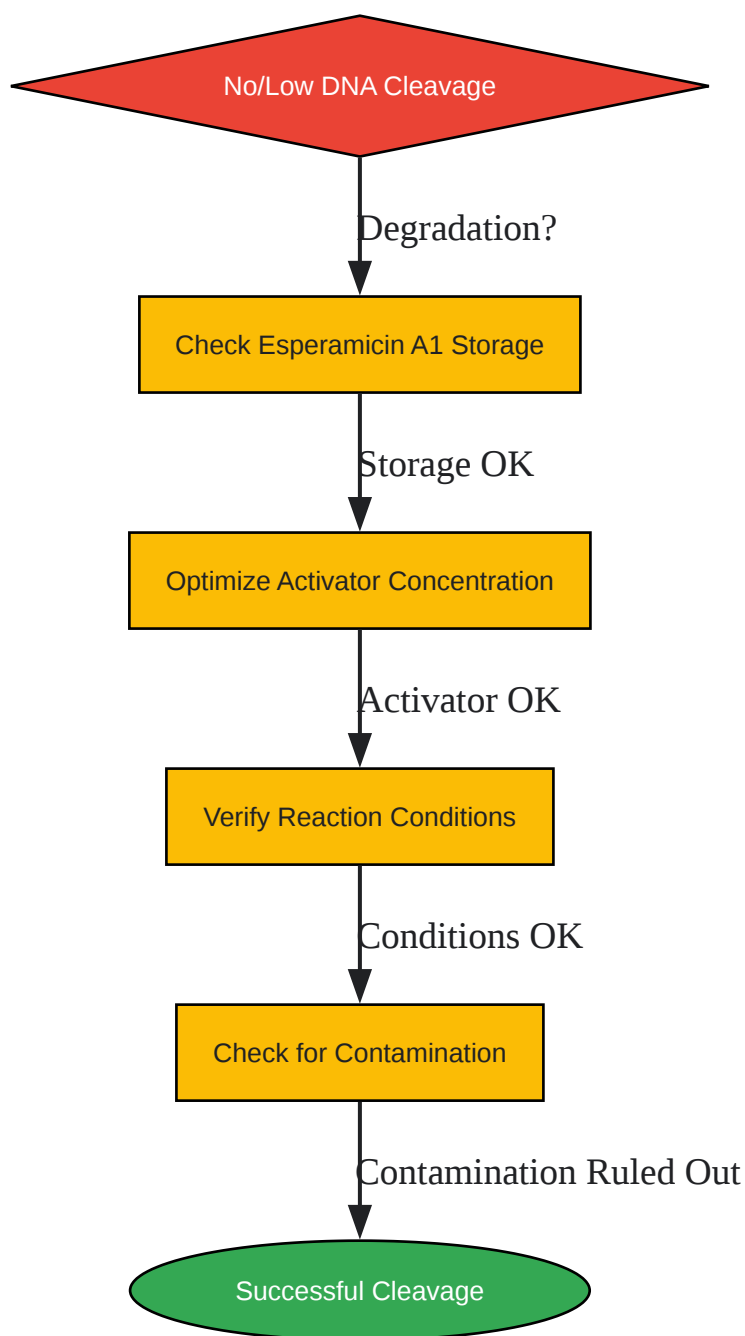 No/Low DNA Cleavage
Degradation?
Check Esperamicin A1 Storage
Storage OK
Optimize Activator Concentration
Activator OK
Verify Reaction Conditions
Conditions OK
Check for Contamination
Contamination Ruled Out
Successful Cleavage